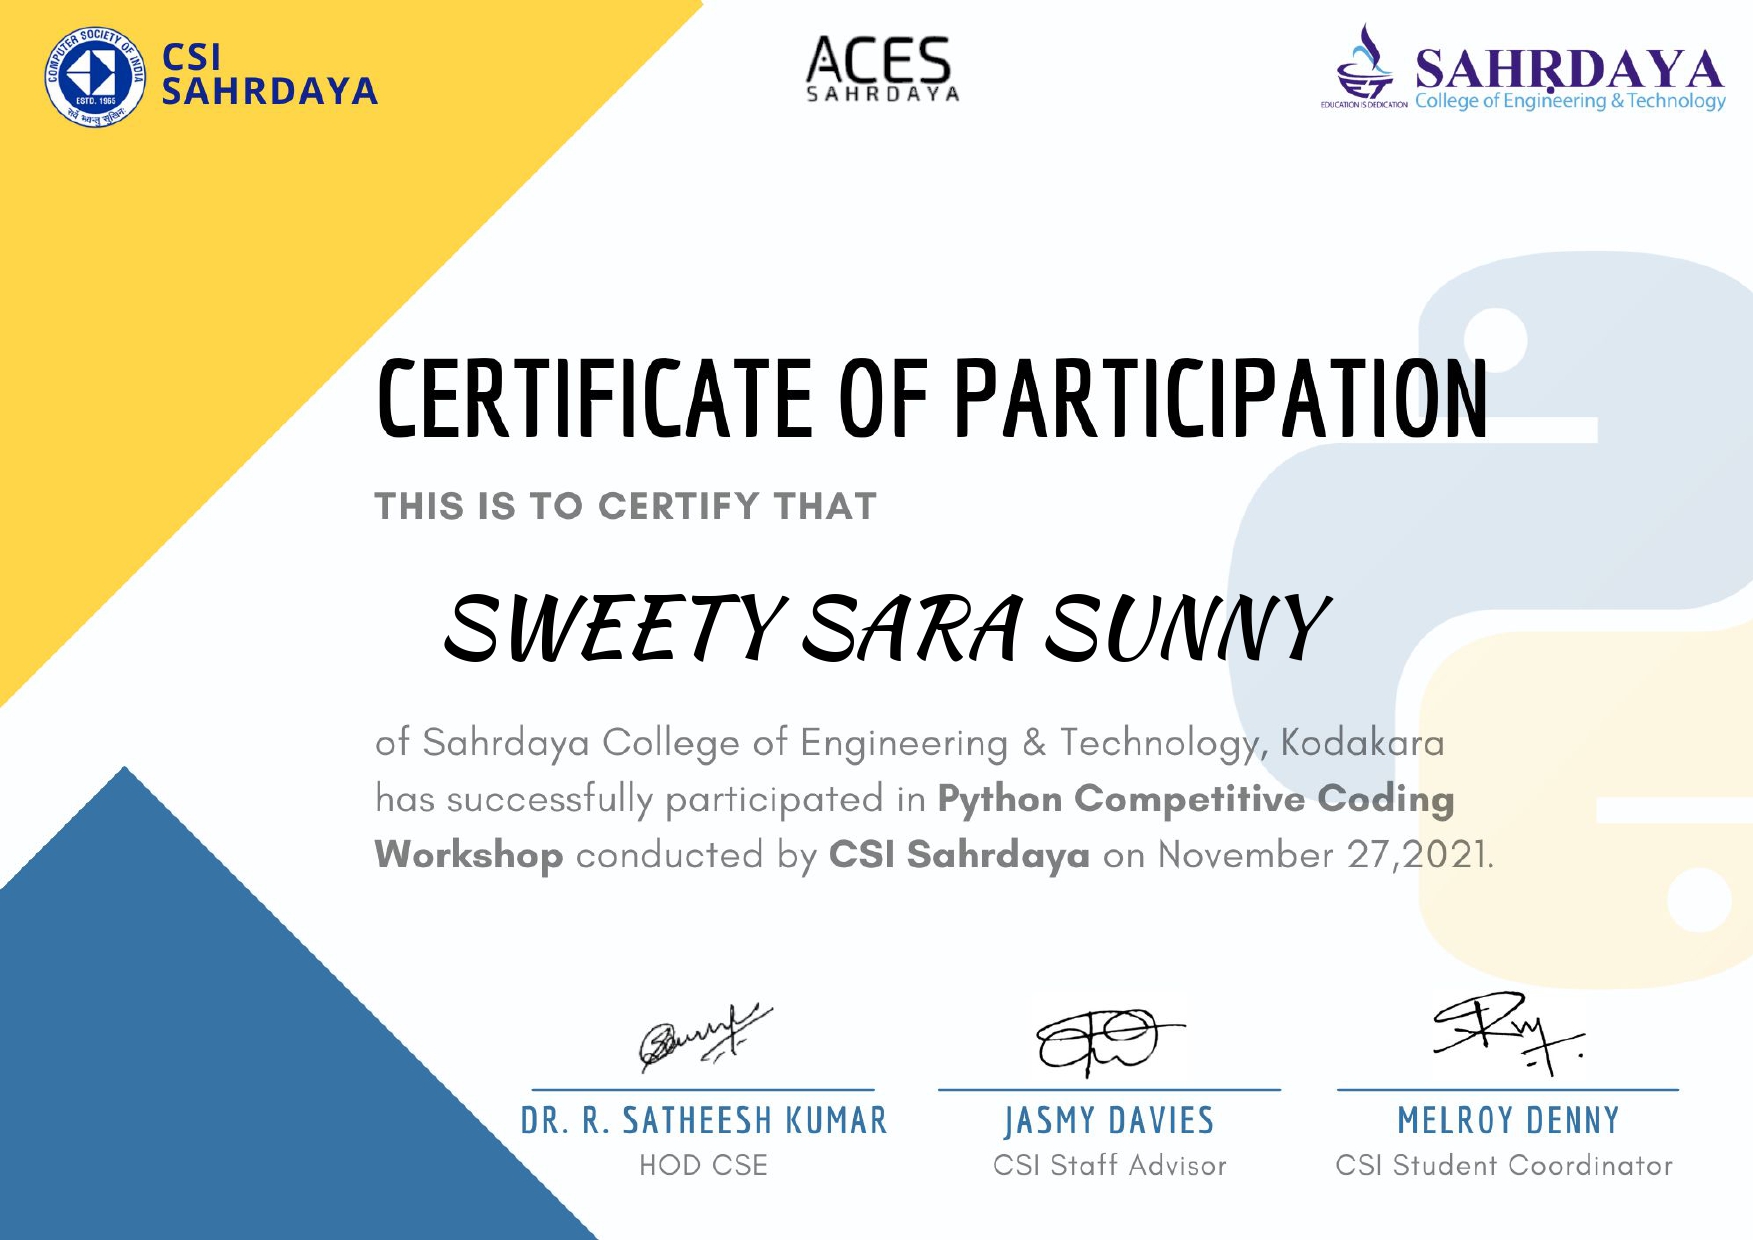 COMPUTER SOCIETY OF INDIA
ESTD. 1965
CSI
SAHRDAYA
ACES
SAHRDAYA
EDUCATION IS DEDICATION
SAHṚDAYA
College of Engineering & Technology
CERTIFICATE OF PARTICIPATION
THIS IS TO CERTIFY THAT
SWEETY SARA SUNNY
of Sahrdaya College of Engineering & Technology, Kodakara
has successfully participated in Python Competitive Coding
Workshop conducted by CSI Sahrdaya on November 27,2021.
DR. R. SATHEESH KUMAR
HOD CSE
JASMY DAVIES
CSI Staff Advisor
MELROY DENNY
CSI Student Coordinator